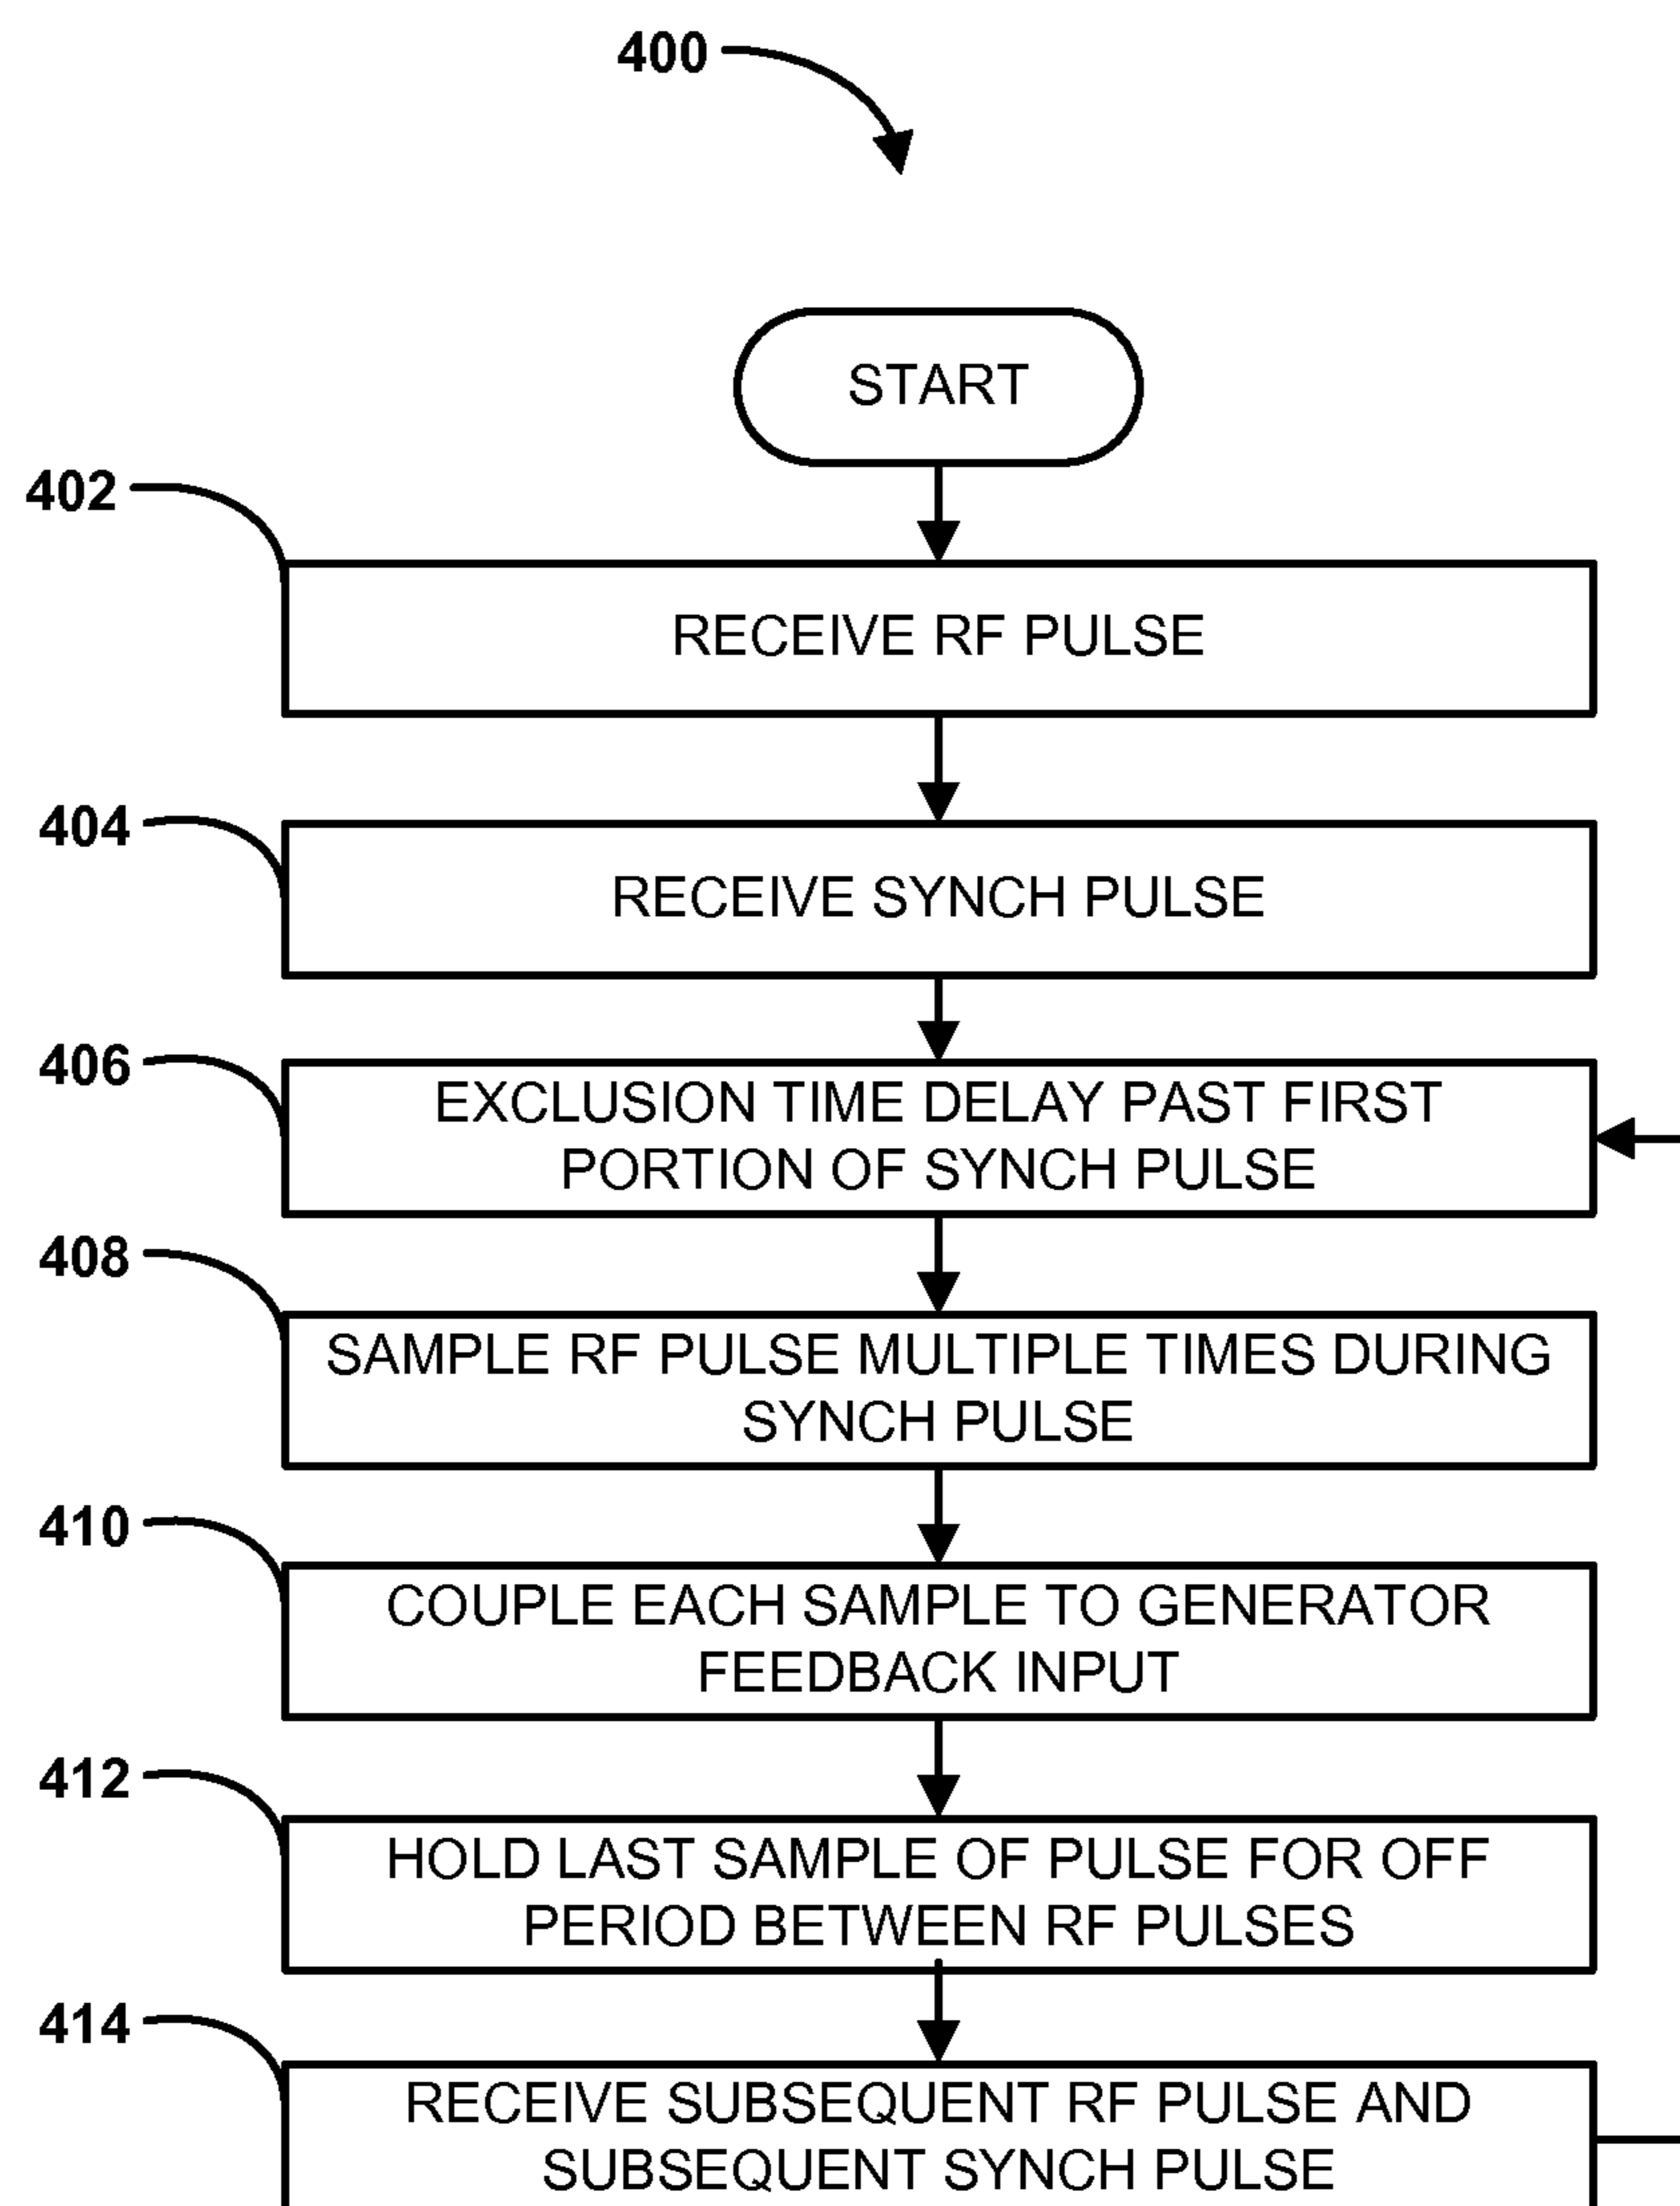 400
START
402
RECEIVE RF PULSE
404
RECEIVE SYNCH PULSE
406
EXCLUSION TIME DELAY PAST FIRST
PORTION OF SYNCH PULSE
408
SAMPLE RF PULSE MULTIPLE TIMES DURING
SYNCH PULSE
410
COUPLE EACH SAMPLE TO GENERATOR
FEEDBACK INPUT
412
HOLD LAST SAMPLE OF PULSE FOR OFF
PERIOD BETWEEN RF PULSES
414
RECEIVE SUBSEQUENT RF PULSE AND
SUBSEQUENT SYNCH PULSE